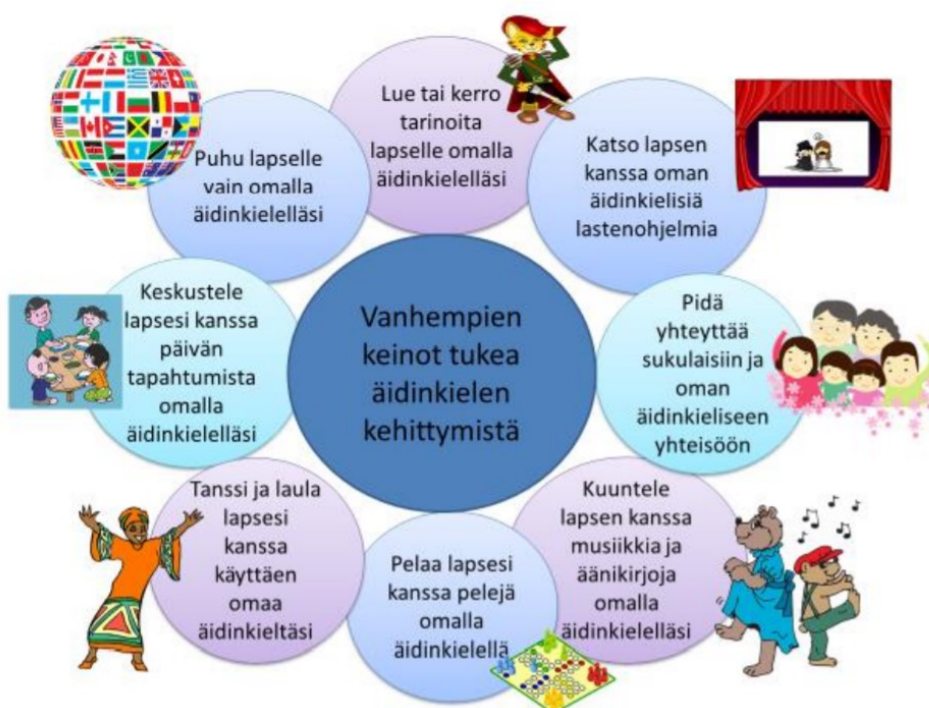 Vanhempien
keinot tukea
äidinkielen
kehittymistä
Lue tai kerro
tarinoita
lapselle omalla
äidinkielelläsi
Katso lapsen
kanssa oman
äidinkielisiä
lastenohjelmia
Pidä
yhteyttää
sukulaisiin ja
oman
äidinkieliseen
yhteisöön
Kuuntele
lapsen kanssa
musiikkia ja
äänikirjoja
omalla
äidinkielelläsi
Pelaa lapsesi
kanssa pelejä
omalla
äidinkielellä
Tanssi ja laula
lapsesi
kanssa
käyttäen
omaa
äidinkieltäsi
Keskustele
lapsesi kanssa
päivän
tapahtumista
omalla
äidinkielelläsi
Puhu lapselle
vain omalla
äidinkielelläsi